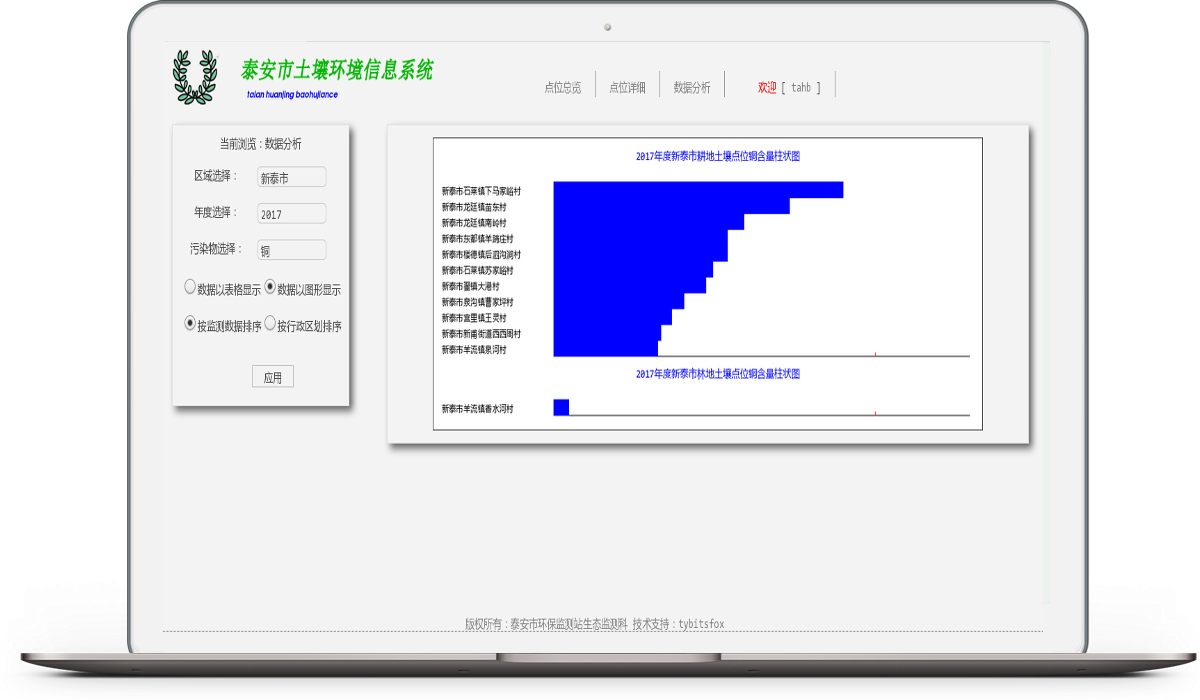 泰安市土壤环境信息系统
taian huanjing baohujiance
点位总览 点位详细 数据分析 欢迎 [ tahb ]
当前浏览：数据分析
区域选择： 新泰市
年度选择： 2017
污染物选择： 铜
数据以表格显示 数据以图形显示
按监测数据排序 按行政区划排序
应用
2017年度新泰市耕地土壤点位铜含量柱状图
新泰市石莱镇下马家峪村
新泰市龙廷镇苗东村
新泰市龙廷镇南岭村
新泰市东都镇羊蹄庄村
新泰市楼德镇后泗沟涧村
新泰市石莱镇苏家峪村
新泰市翟镇大港村
新泰市泉沟镇曹家坪村
新泰市宫里镇王灵村
新泰市新甫街道西西周村
新泰市羊流镇泉河村
2017年度新泰市林地土壤点位铜含量柱状图
新泰市羊流镇香水河村
版权所有：泰安市环保监测站生态监测科 技术支持：tybitsfox